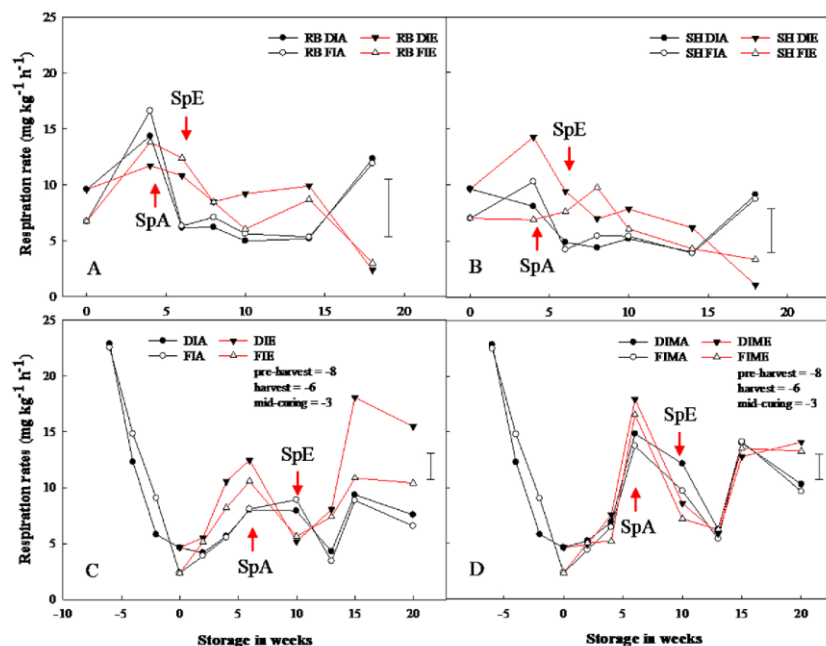 RB DIA RB DIE
RB FIA RB FIE
SpE
SpA
A
Respiration rate (mg kg⁻¹ h⁻¹)
25
20
15
10
5
0
0 5 10 15 20
SH DIA SH DIE
SH FIA SH FIE
SpE
SpA
B
0 5 10 15 20
DIA DIE
FIA FIE
pre-harvest = -8
harvest = -6
mid-curing = -3
SpE
SpA
C
Respiration rates (mg kg⁻¹ h⁻¹)
25
20
15
10
5
0
-10 -5 0 5 10 15 20
Storage in weeks
DIMA DIME
FIMA FIME
pre-harvest = -8
harvest = -6
mid-curing = -3
SpE
SpA
D
-5 0 5 10 15 20
Storage in weeks